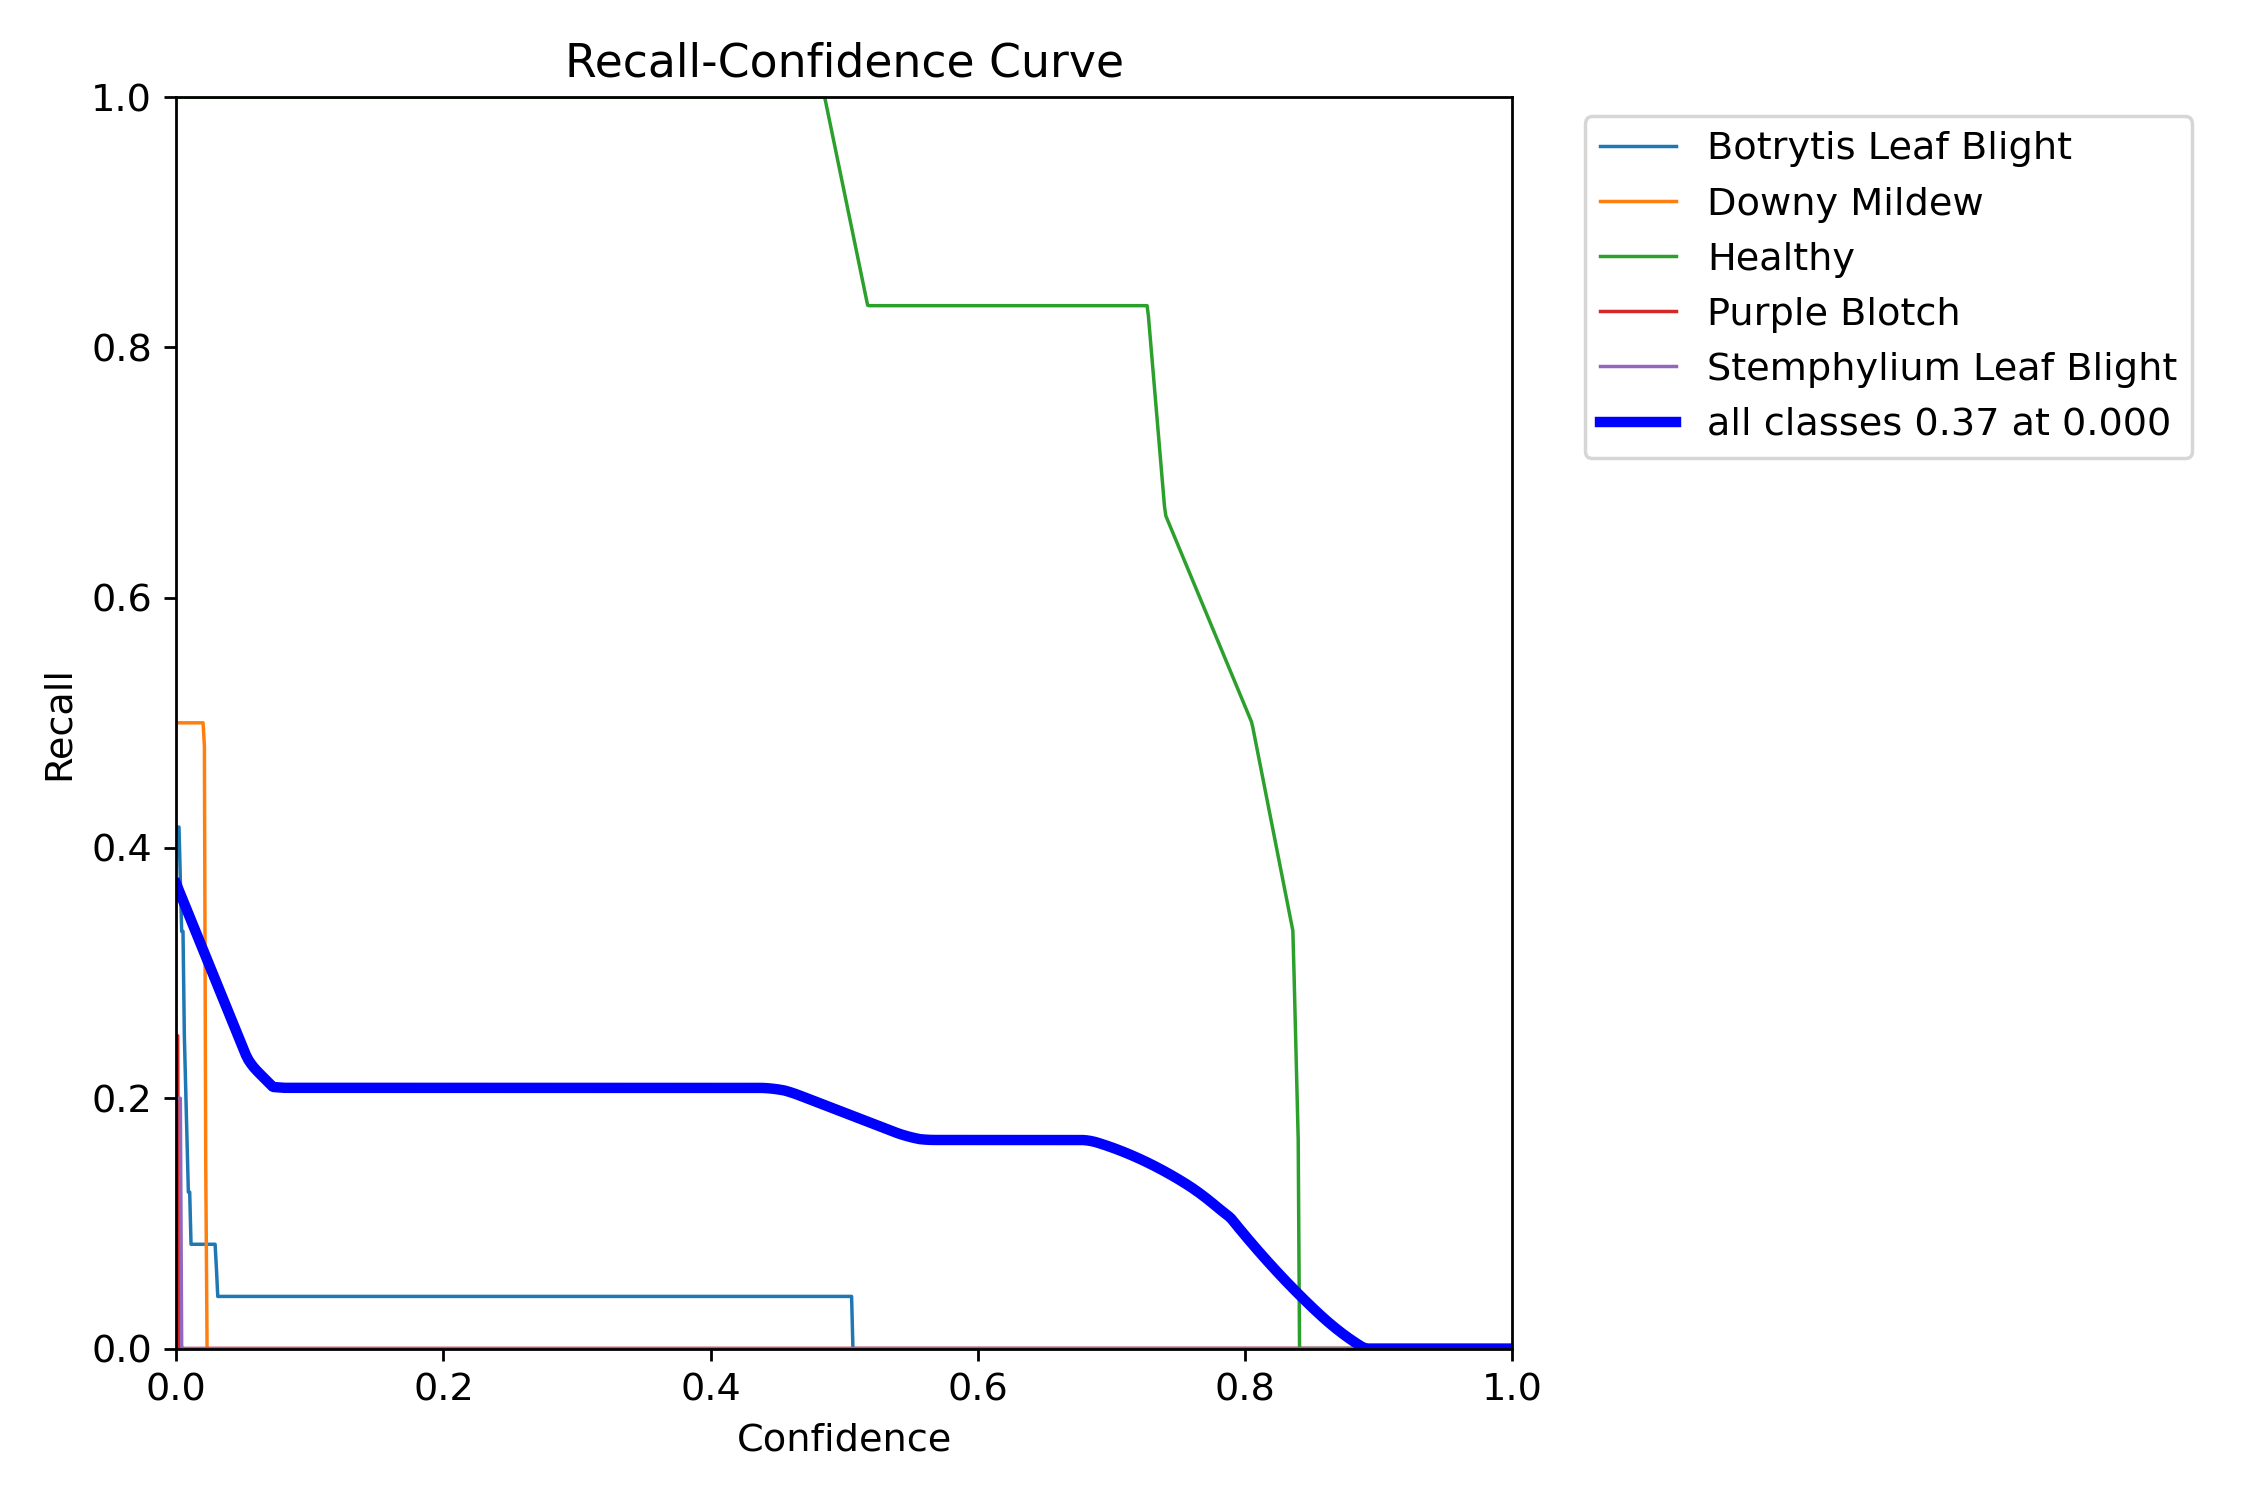 Recall-Confidence Curve
1.0
0.8
0.6
0.4
0.2
0.0
Recall
0.0 0.2 0.4 0.6 0.8 1.0
Confidence
Botrytis Leaf Blight
Downy Mildew
Healthy
Purple Blotch
Stemphylium Leaf Blight
all classes 0.37 at 0.000